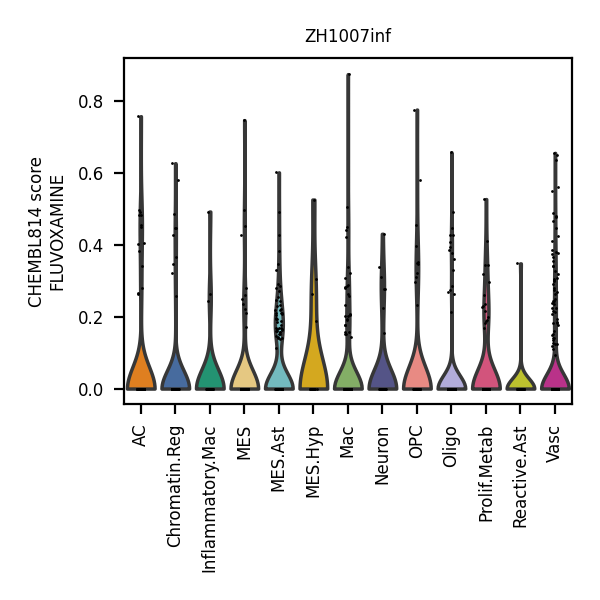 ZH1007inf
CHEMBL814 score
FLUVOXAMINE
0.8
0.6
0.4
0.2
0.0
AC
Chromatin.Reg
Inflammatory.Mac
MES
MES.Ast
MES.Hyp
Mac
Neuron
OPC
Oligo
Prolif.Metab
Reactive.Ast
Vasc